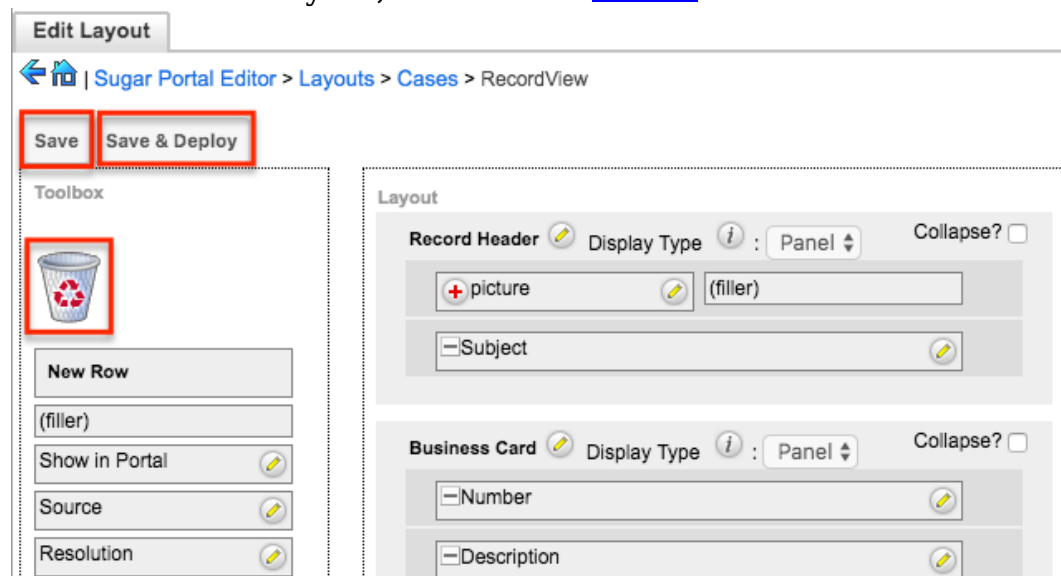 Edit Layout
| Sugar Portal Editor > Layouts > Cases > RecordView
Save Save & Deploy
Toolbox
New Row
(filler)
Show in Portal
Source
Resolution
Layout
Record Header Display Type i : Panel Collapse?
picture (filler)
Subject
Business Card Display Type i : Panel Collapse?
Number
Description